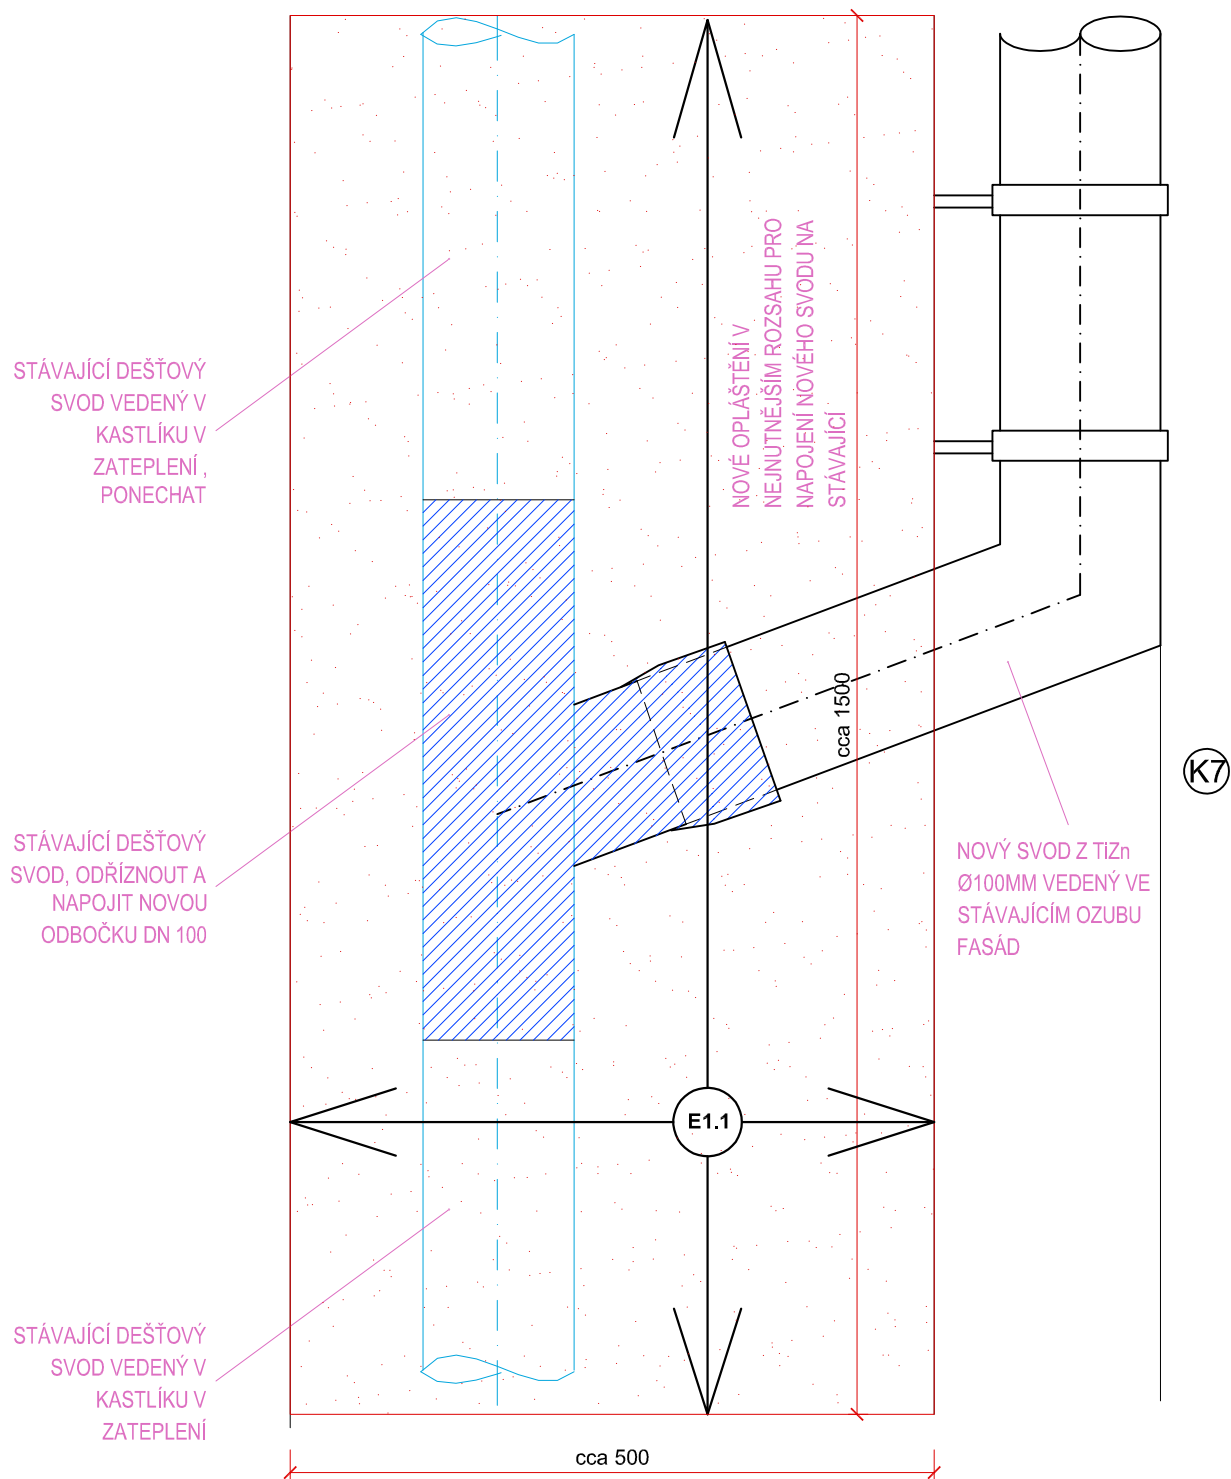 STÁVAJÍCÍ DEŠŤOVÝ
SVOD VEDENÝ V
KASTLÍKU V
ZATEPLENÍ ,
PONECHAT
NOVÉ OPLÁŠTĚNÍ V
NEJNUTNĚJŠÍM ROZSAHU PRO
NAPOJENÍ NOVÉHO SVODU NA
STÁVAJÍCÍ
cca 1500
K7
STÁVAJÍCÍ DEŠŤOVÝ
SVOD, ODŘÍZNOUT A
NAPOJIT NOVOU
ODBOČKU DN 100
NOVÝ SVOD Z TiZn
Ø100MM VEDENÝ VE
STÁVAJÍCÍM OZUBU
FASÁD
E1.1
STÁVAJÍCÍ DEŠŤOVÝ
SVOD VEDENÝ V
KASTLÍKU V
ZATEPLENÍ
cca 500